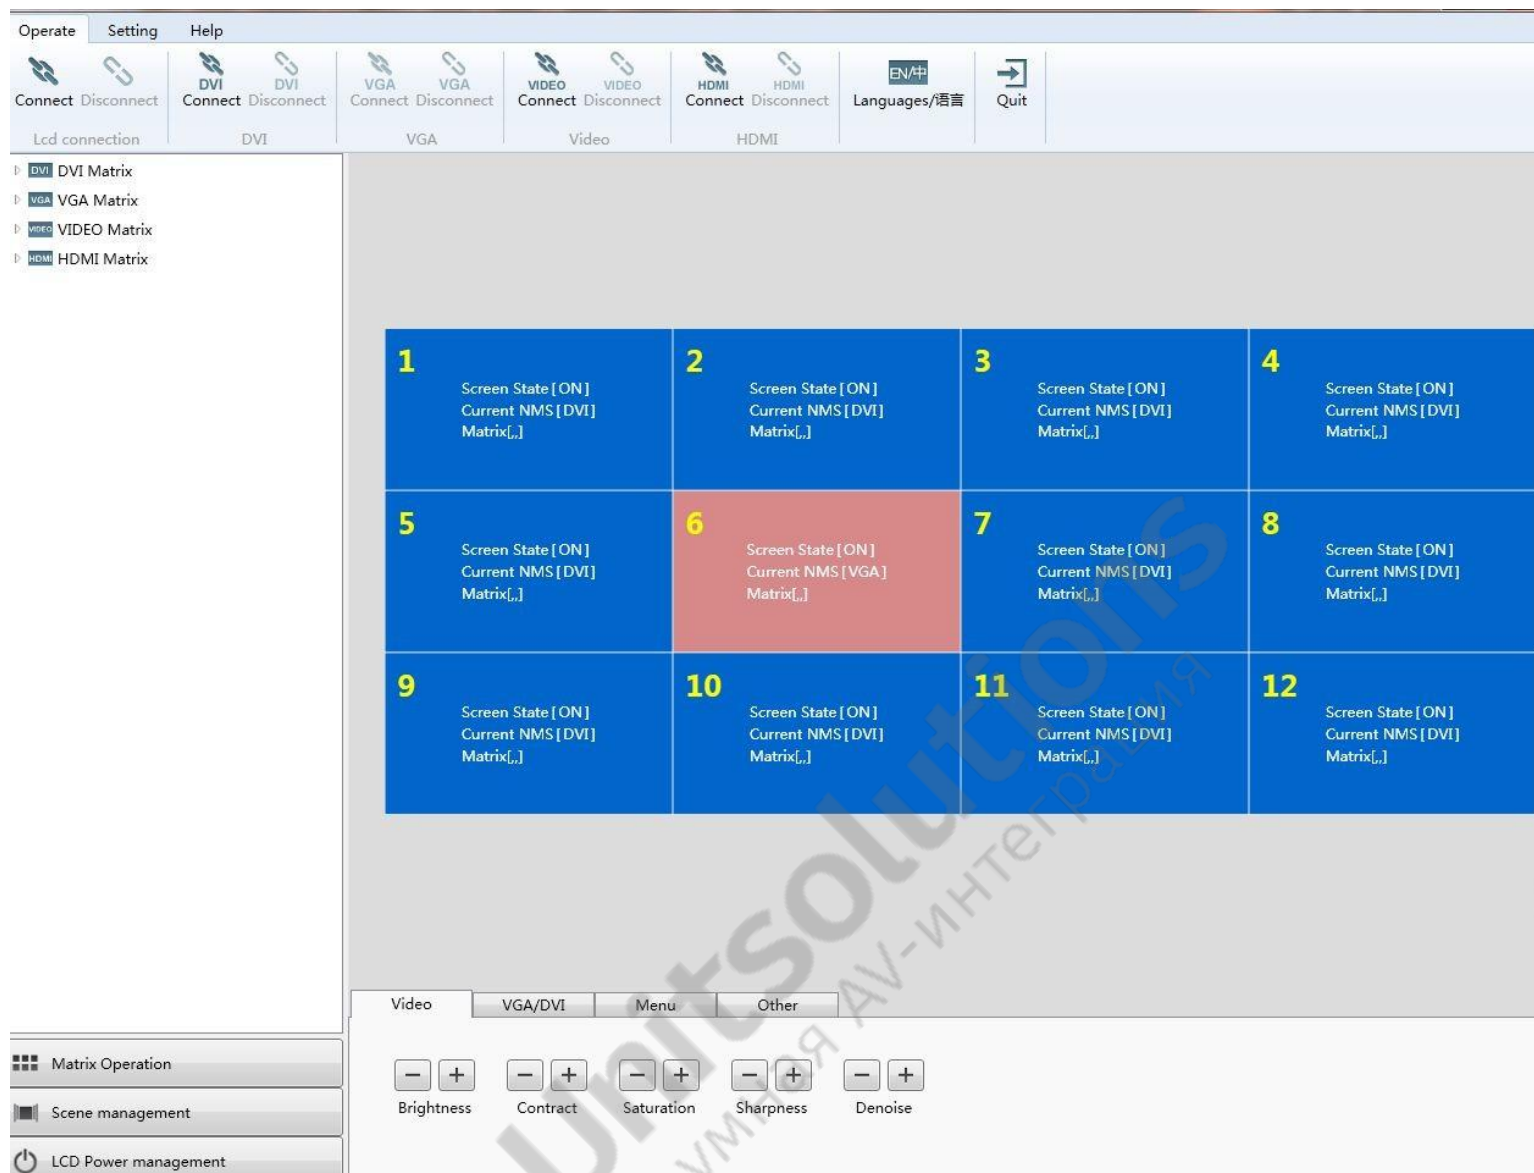 Operate Setting Help
DVI DVI VGA VGA VIDEO VIDEO HDMI HDMI EN/中
Connect Disconnect Connect Disconnect Connect Disconnect Connect Disconnect Connect Disconnect Languages/语言 Quit
Lcd connection DVI VGA Video HDMI
DVI DVI Matrix
VGA VGA Matrix
VIDEO VIDEO Matrix
HDMI HDMI Matrix
1 2 3 4
Screen State[ON] Screen State[ON] Screen State[ON] Screen State[ON]
Current NMS[DVI] Current NMS[DVI] Current NMS[DVI] Current NMS[DVI]
Matrix[,,] Matrix[,,] Matrix[,,] Matrix[,,]
5 6 7 8
Screen State[ON] Screen State[ON] Screen State[ON] Screen State[ON]
Current NMS[DVI] Current NMS[VGA] Current NMS[DVI] Current NMS[DVI]
Matrix[,,] Matrix[,,] Matrix[,,] Matrix[,,]
9 10 11 12
Screen State[ON] Screen State[ON] Screen State[ON] Screen State[ON]
Current NMS[DVI] Current NMS[DVI] Current NMS[DVI] Current NMS[DVI]
Matrix[,,] Matrix[,,] Matrix[,,] Matrix[,,]
Video VGA/DVI Menu Other
Matrix Operation
Scene management
LCD Power management
- + - + - + - + - +
Brightness Contract Saturation Sharpness Denoise
Unitsolutions
умная AV-интеграция